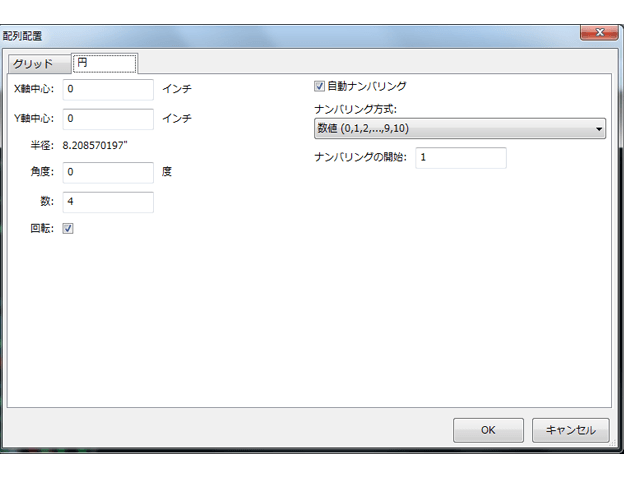 配列配置
グリッド 円
X軸中心: 0 インチ
Y軸中心: 0 インチ
半径: 8.208570197"
角度: 0 度
数: 4
回転:
自動ナンバリング
ナンバリング方式:
数値 (0,1,2,...,9,10)
ナンバリングの開始: 1
OK キャンセル